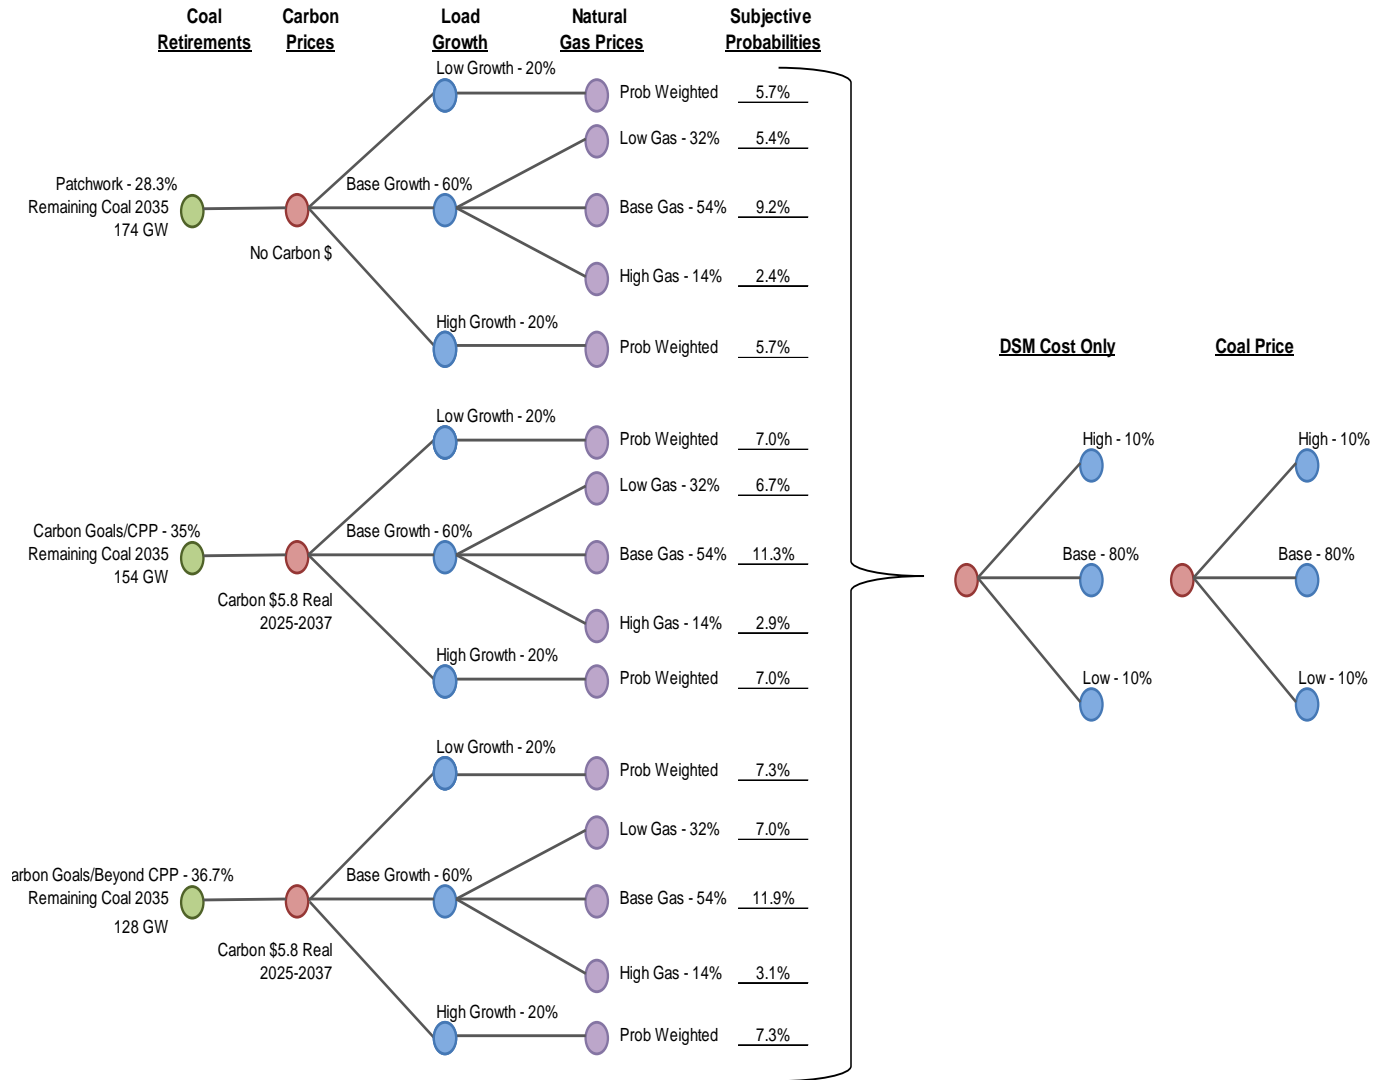 Coal Retirements
Carbon Prices
Load Growth
Natural Gas Prices
Subjective Probabilities
Low Growth - 20%
Prob Weighted 5.7%
Low Gas - 32% 5.4%
Patchwork - 28.3%
Remaining Coal 2035
174 GW
No Carbon $
Base Growth - 60%
Base Gas - 54% 9.2%
High Gas - 14% 2.4%
High Growth - 20%
Prob Weighted 5.7%
Low Growth - 20%
Prob Weighted 7.0%
Low Gas - 32% 6.7%
Carbon Goals/CPP - 35%
Remaining Coal 2035
154 GW
Carbon $5.8 Real
2025-2037
Base Growth - 60%
Base Gas - 54% 11.3%
High Gas - 14% 2.9%
High Growth - 20%
Prob Weighted 7.0%
Low Growth - 20%
Prob Weighted 7.3%
Low Gas - 32% 7.0%
arbon Goals/Beyond CPP - 36.7%
Remaining Coal 2035
128 GW
Carbon $5.8 Real
2025-2037
Base Growth - 60%
Base Gas - 54% 11.9%
High Gas - 14% 3.1%
High Growth - 20%
Prob Weighted 7.3%
DSM Cost Only
High - 10%
Base - 80%
Low - 10%
Coal Price
High - 10%
Base - 80%
Low - 10%